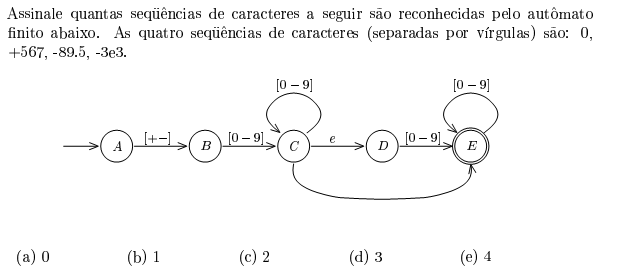 Assinale quantas seqüências de caracteres a seguir são reconhecidas pelo autômato
finito abaixo. As quatro seqüências de caracteres (separadas por vírgulas) são: 0,
+567, -89.5, -3e3.
[0 − 9] [0 − 9]
A [+−] B [0 − 9] C e D [0 − 9] E
(a) 0 (b) 1 (c) 2 (d) 3 (e) 4